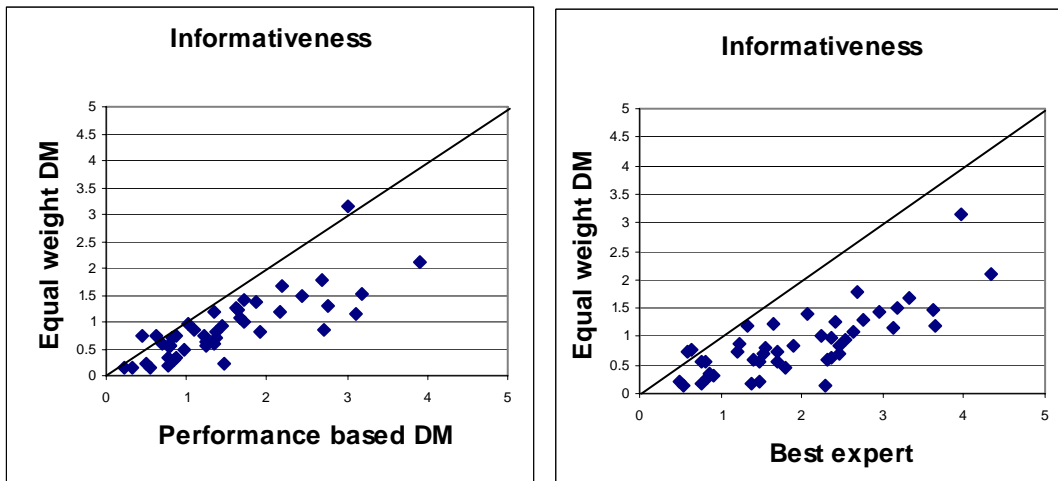 Informativeness
Equal weight DM
5
4.5
4
3.5
3
2.5
2
1.5
1
0.5
0
0 1 2 3 4 5
Performance based DM
Informativeness
Equal weight DM
5
4.5
4
3.5
3
2.5
2
1.5
1
0.5
0
0 1 2 3 4 5
Best expert